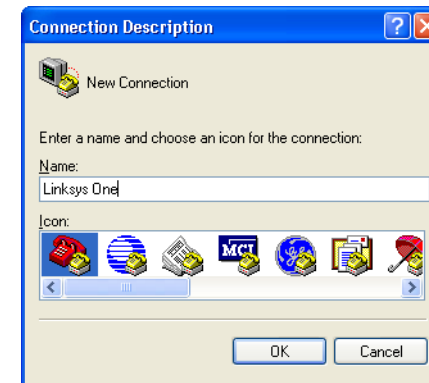 Connection Description
New Connection
Enter a name and choose an icon for the connection:
Name:
Linksys One
Icon:
MCI
OK Cancel